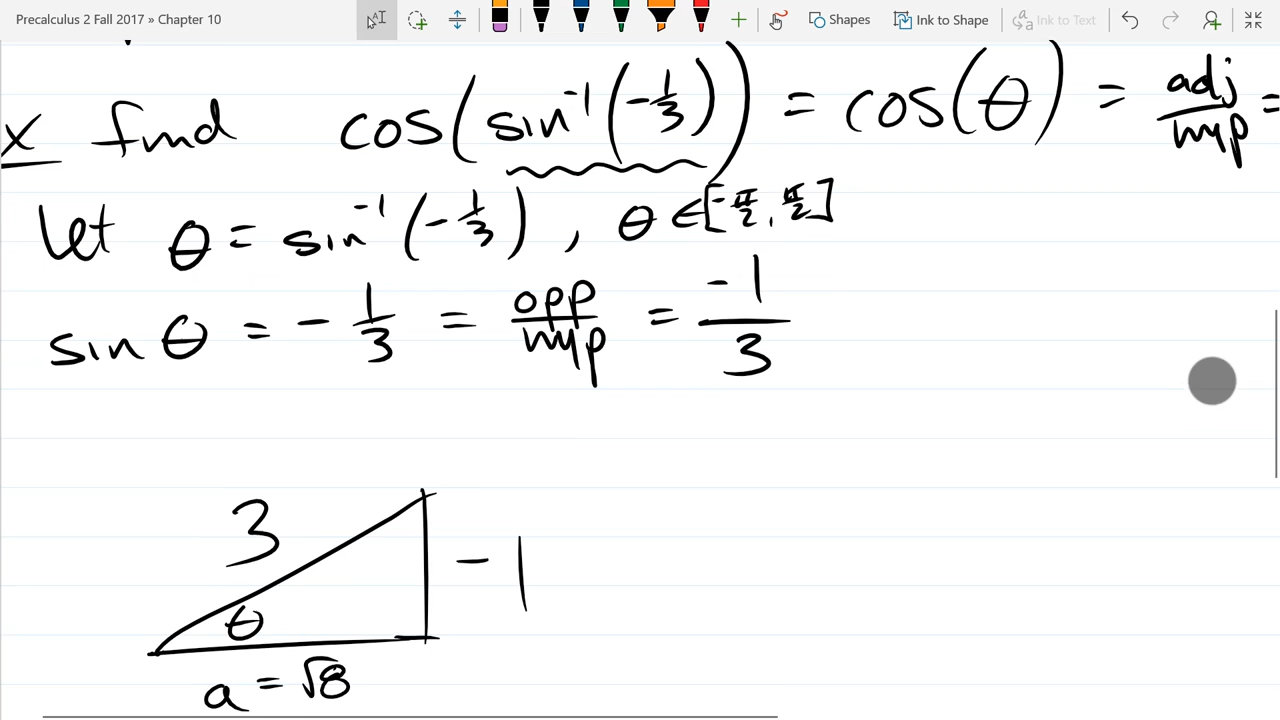 Precalculus 2 Fall 2017 » Chapter 10
Shapes
Ink to Shape
Ink to Text
x find cos(sin⁻¹(-1/3)) = cos(θ) = adj/hyp =
Let θ = sin⁻¹(-1/3), θ ∈ [-π/2, π/2]
sin θ = -1/3 = opp/hyp = -1/3
3
-1
θ
a = √8